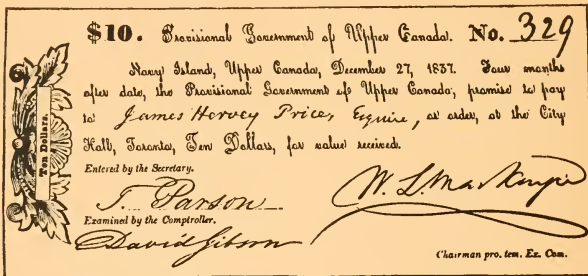 $10. Provisional Government of Upper Canada. No. 329
Navy Island, Upper Canada, December 27, 1837. Four months
after date, the Provisional Government of Upper Canada, promise to pay
to James Hervey Price, Esquire, or order, at the City
Hall, Toronto, Ten Dollars, for value received.
Ten Dollars.
Entered by the Secretary.
T. Parson
W. L. Mackenzie
Examined by the Comptroller.
David Gibson
Chairman pro. tem. Ex. Com.